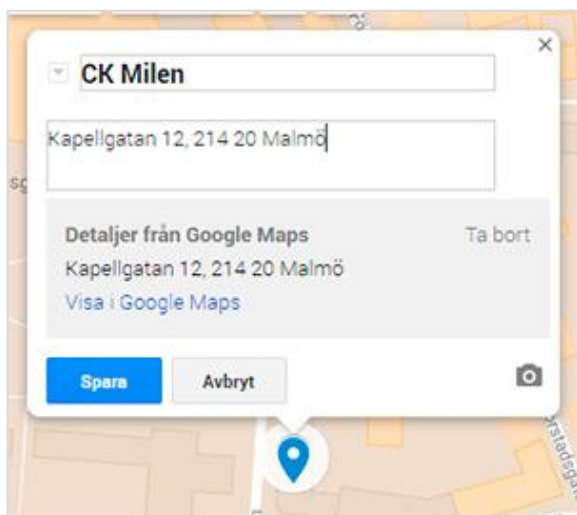 CK Milen
Kapellgatan 12, 214 20 Malmö
Detaljer från Google Maps
Ta bort
Kapellgatan 12, 214 20 Malmö
Visa i Google Maps
Spara
Avbryt